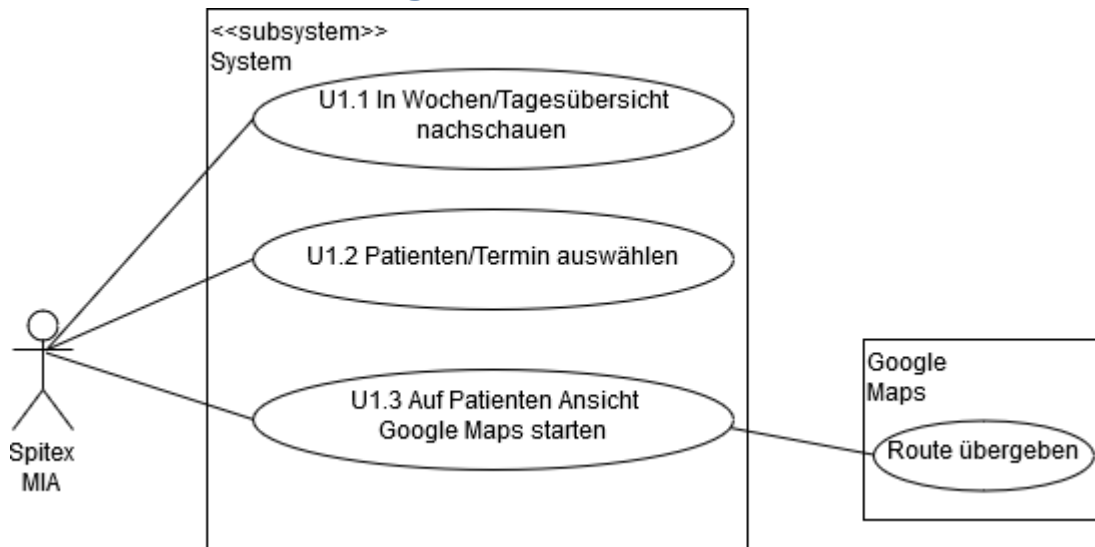 <<subsystem>>
System
U1.1 In Wochen/Tagesübersicht
nachschauen
U1.2 Patienten/Termin auswählen
U1.3 Auf Patienten Ansicht
Google Maps starten
Spitex
MIA
Google
Maps
Route übergeben